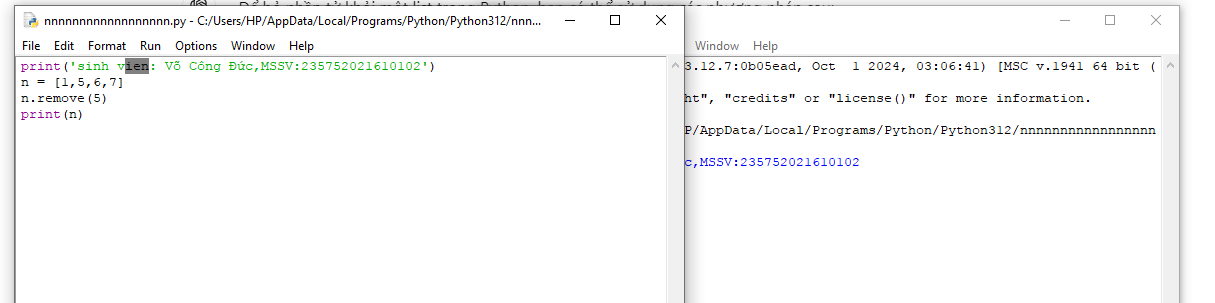 nnnnnnnnnnnnnnnnnn.py - C:/Users/HP/AppData/Local/Programs/Python/Python312/nnn...
File Edit Format Run Options Window Help
print('sinh vien: Võ Công Đức,MSSV:235752021610102')
n = [1,5,6,7]
n.remove(5)
print(n)
Window Help
3.12.7:0b05ead, Oct 1 2024, 03:06:41) [MSC v.1941 64 bit (
ht", "credits" or "license()" for more information.
P/AppData/Local/Programs/Python/Python312/nnnnnnnnnnnnnnnnn
c,MSSV:235752021610102